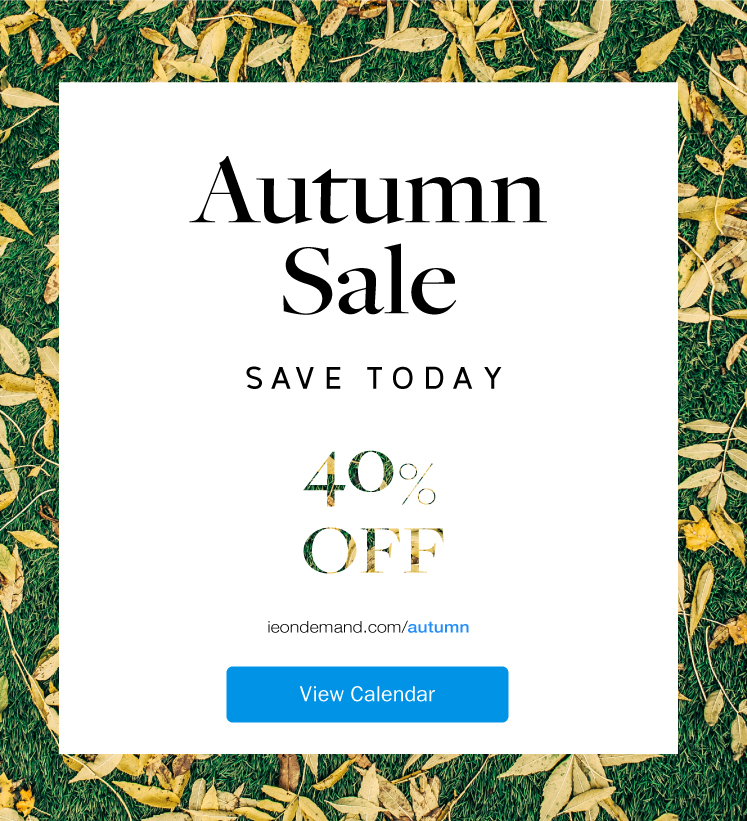 Autumn
Sale
SAVE TODAY
40%
OFF
ieondemand.com/autumn
View Calendar